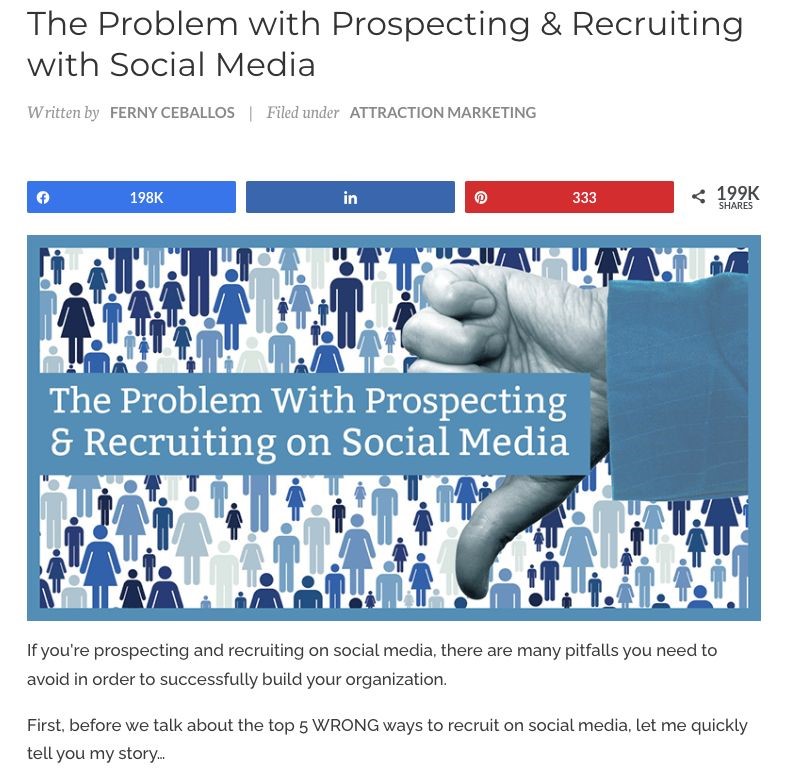 The Problem with Prospecting & Recruiting
with Social Media
Written by FERNY CEBALLOS | Filed under ATTRACTION MARKETING
198K
in
333
199K
SHARES
The Problem With Prospecting
& Recruiting on Social Media
If you're prospecting and recruiting on social media, there are many pitfalls you need to
avoid in order to successfully build your organization.
First, before we talk about the top 5 WRONG ways to recruit on social media, let me quickly
tell you my story…